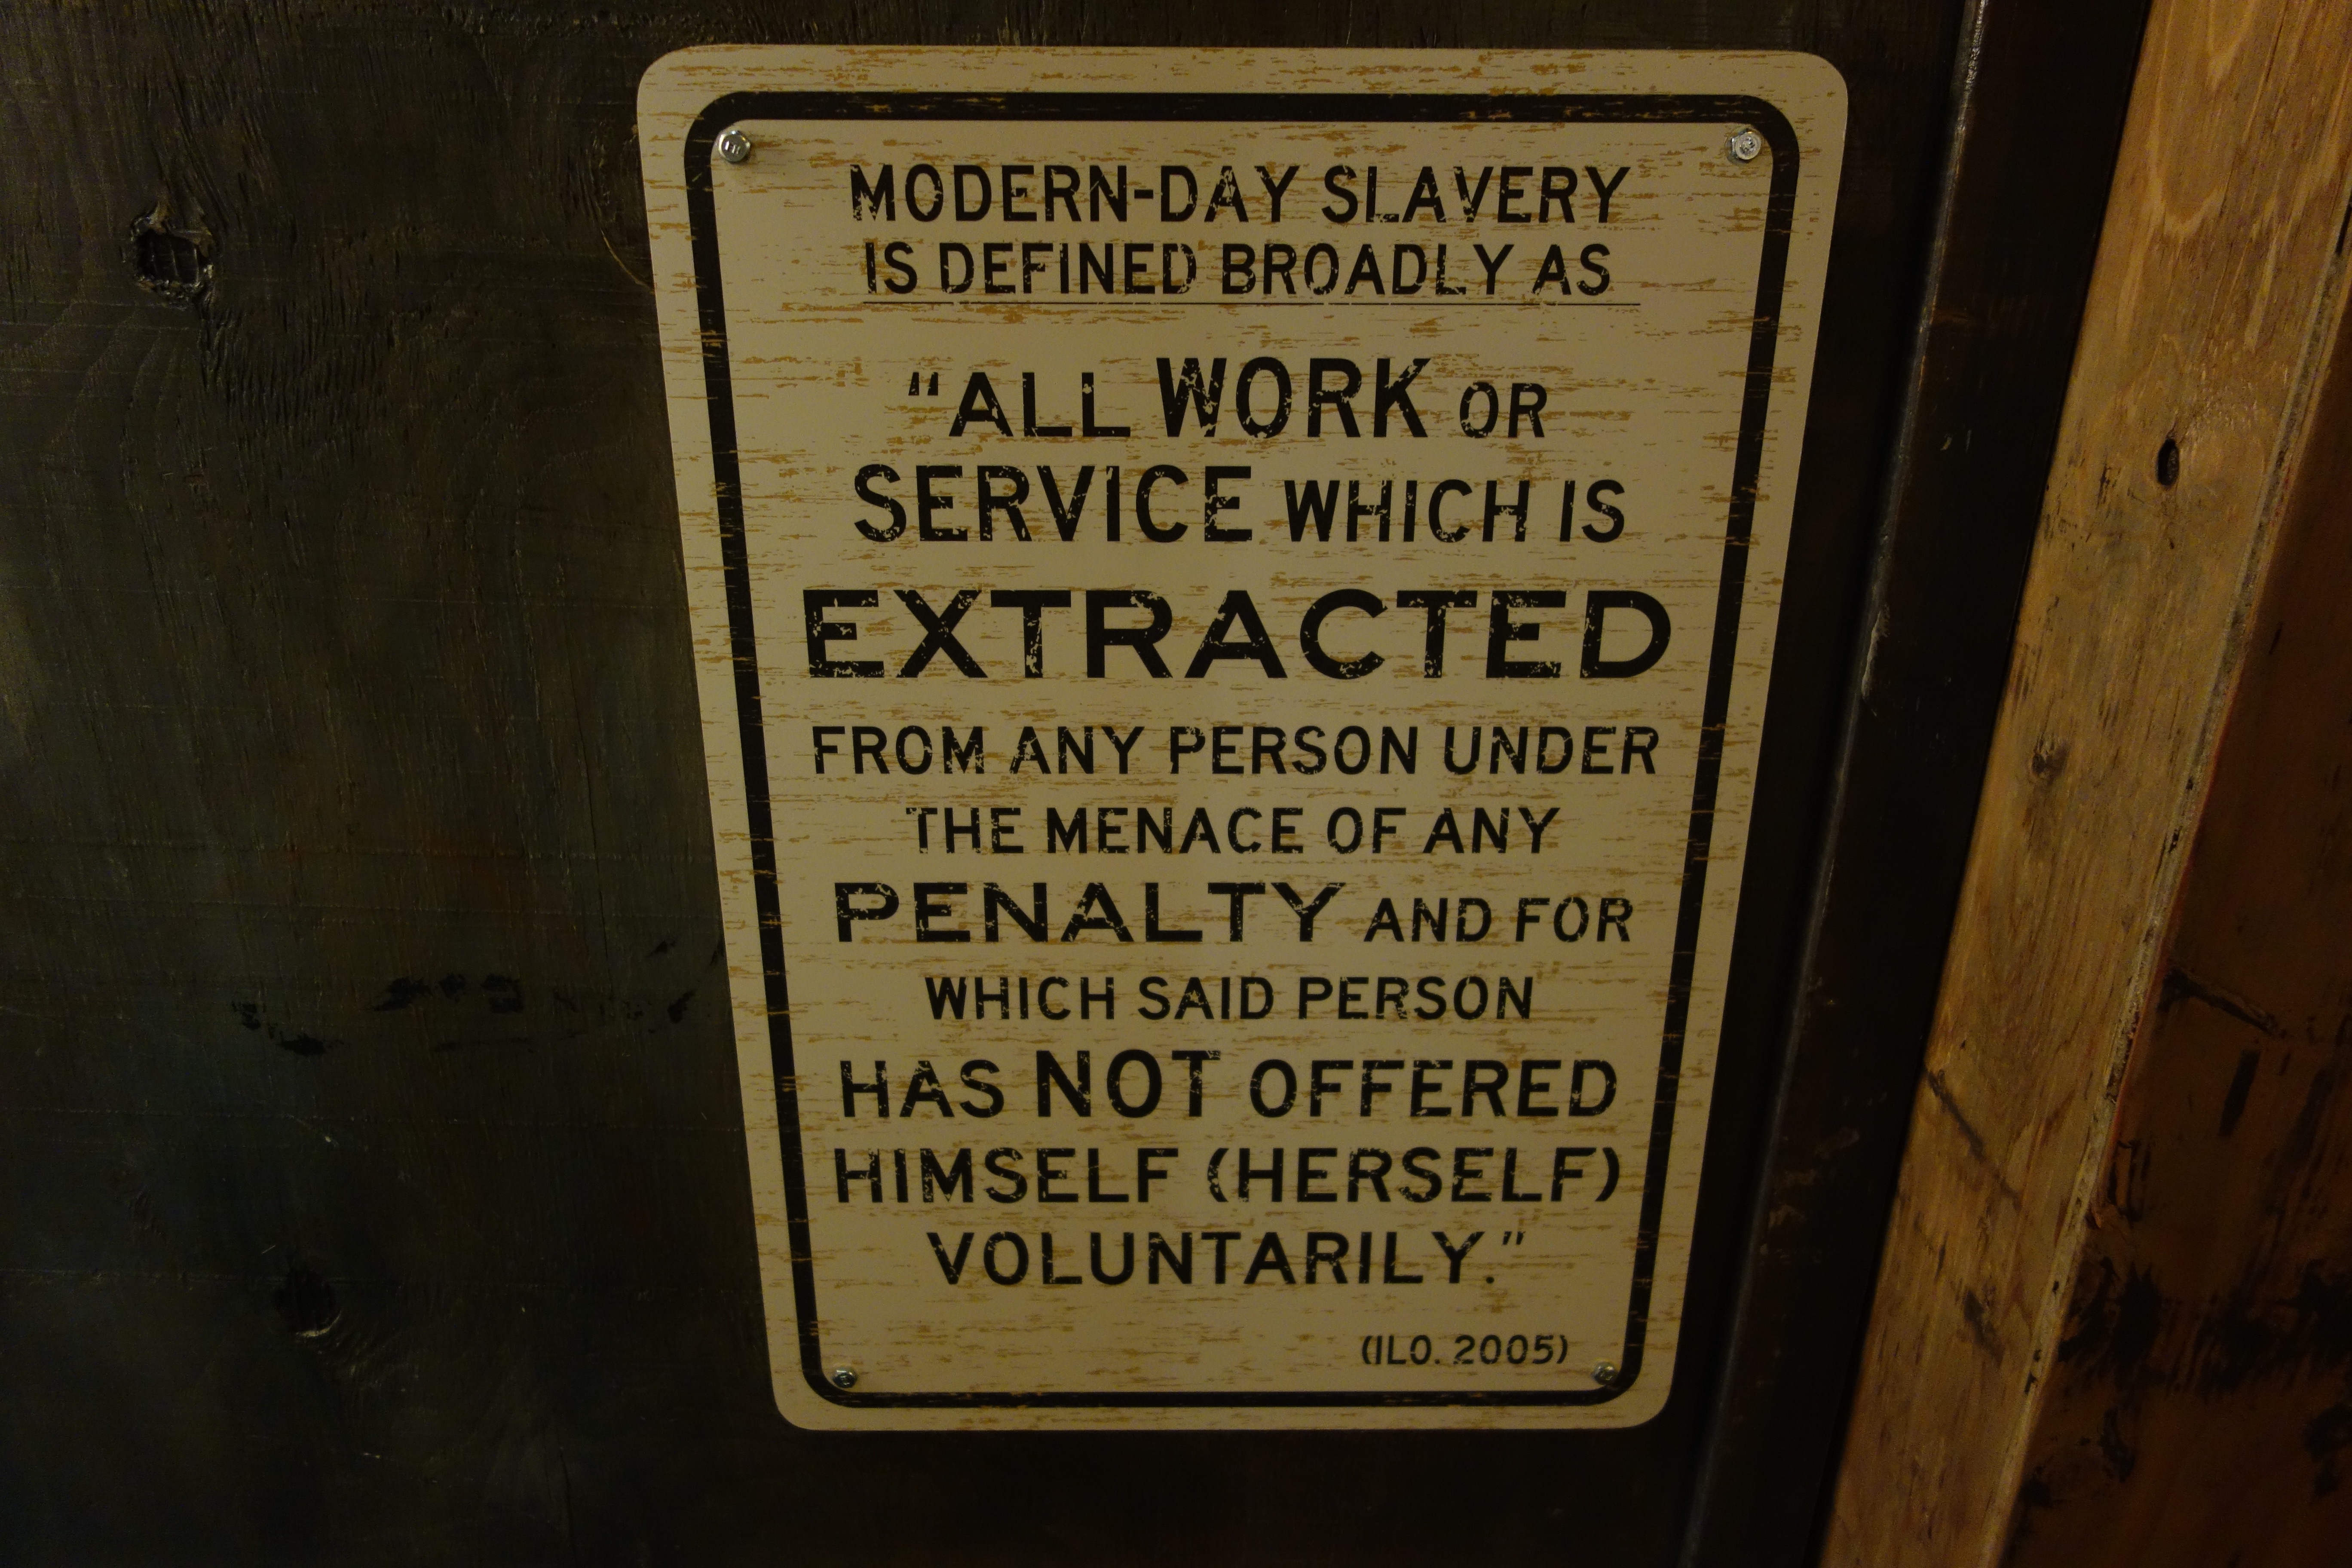 MODERN-DAY SLAVERY
IS DEFINED BROADLY AS
"ALL WORK OR
SERVICE WHICH IS
EXTRACTED
FROM ANY PERSON UNDER
THE MENACE OF ANY
PENALTY AND FOR
WHICH SAID PERSON
HAS NOT OFFERED
HIMSELF (HERSELF)
VOLUNTARILY."
(ILO. 2005)